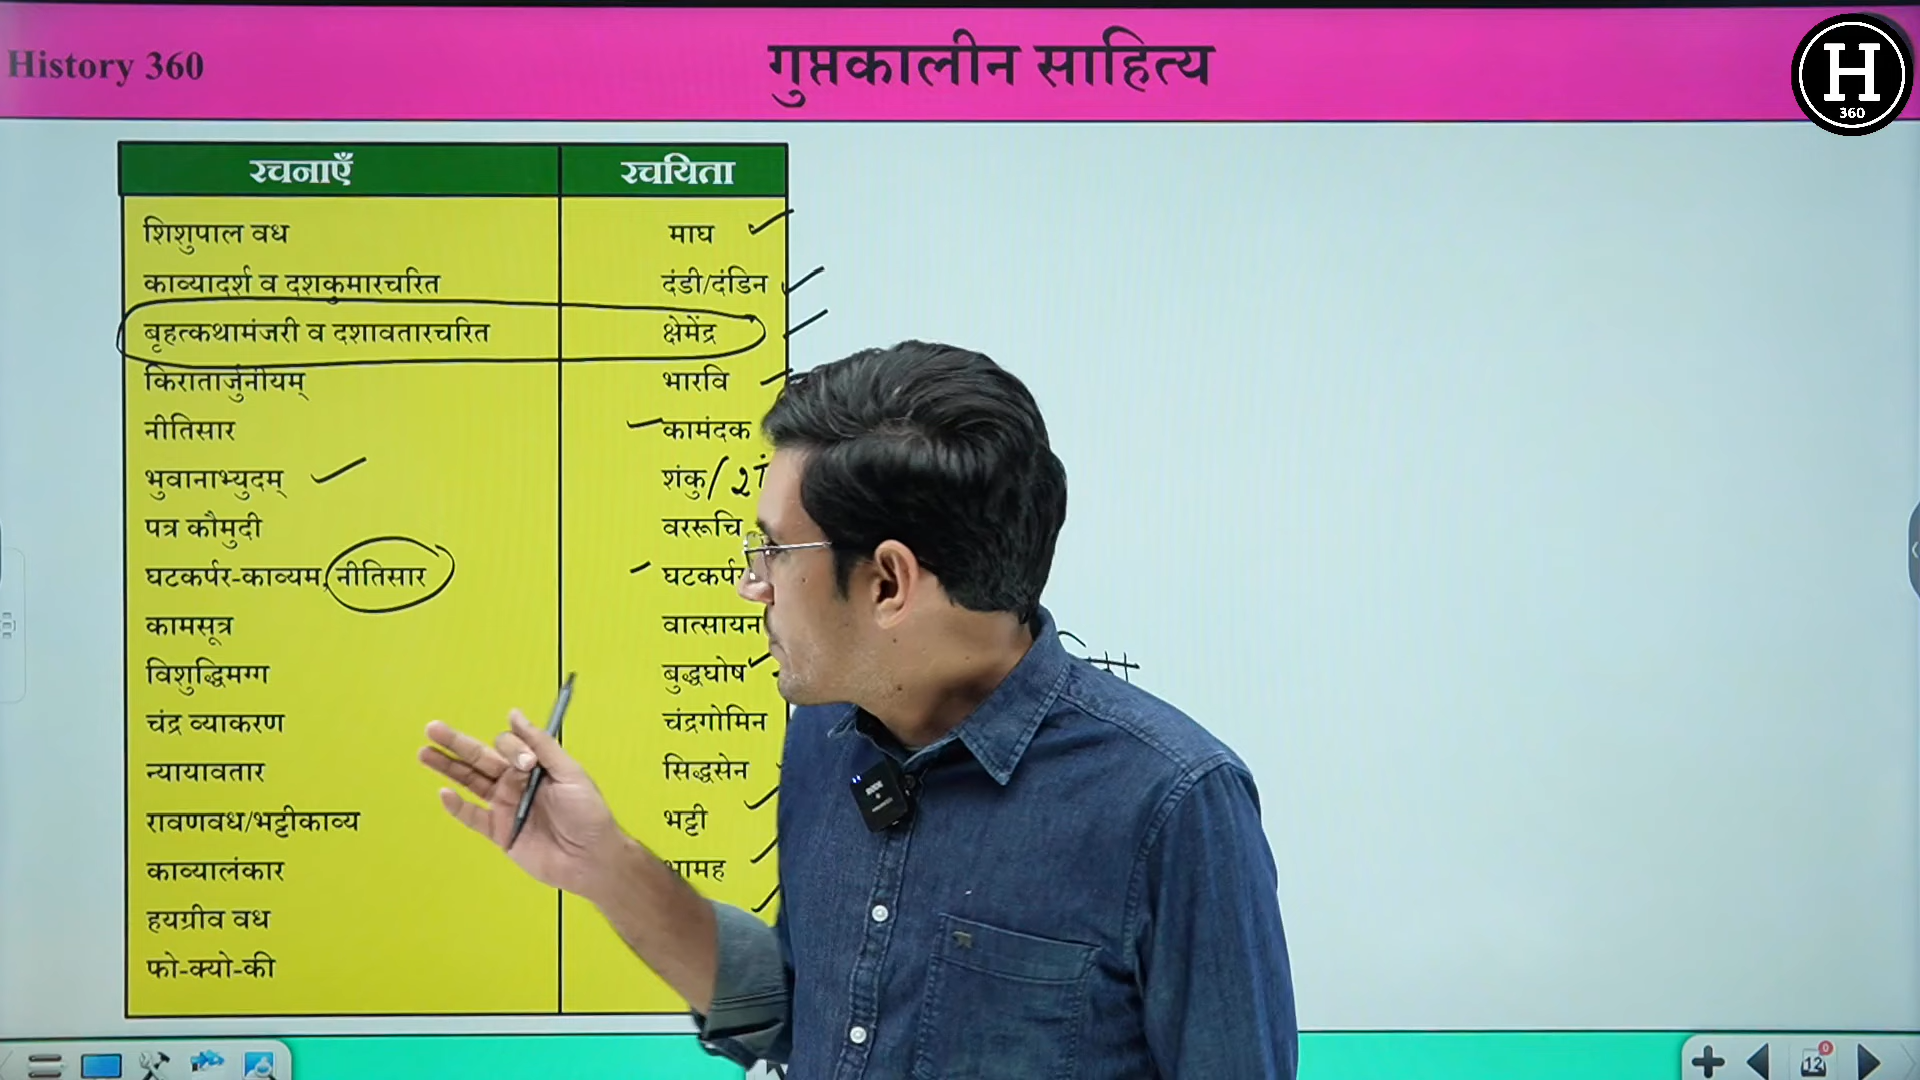 History 360
गुप्तकालीन साहित्य
H
360
रचनाएँ रचयिता
शिशुपाल वध माघ
काव्यादर्श व दशकुमारचरित दंडी/दंडिन
बृहत्कथामंजरी व दशावतारचरित क्षेमेंद्र
किरातार्जुनीयम् भारवि
नीतिसार कामंदक
भुवानाभ्युदम् शंकु/
पत्र कौमुदी वररूचि
घटकर्पर-काव्यम, नीतिसार
कामसूत्र वात्सायन
विशुद्धिमग्ग बुद्धघोष
चंद्र व्याकरण चंद्रगोमिन
न्यायावतार सिद्धसेन
रावणवध/भट्टीकाव्य भट्टी
काव्यालंकार भामह
हयग्रीव वध
फो-क्यो-की
12
0